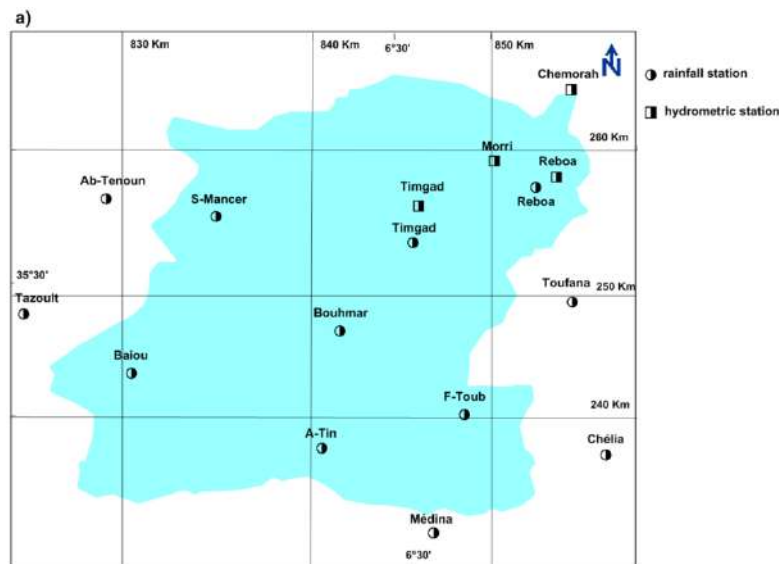 a)
830 Km
840 Km
6°30'
850 Km
N
Chemorah
rainfall station
hydrometric station
260 Km
Morri
Reboa
Ab-Tenoun
S-Mancer
Timgad
Reboa
Timgad
35°30'
Tazoult
Toufana
250 Km
Bouhmar
Baiou
F-Toub
240 Km
A-Tin
Chélia
Médina
6°30'